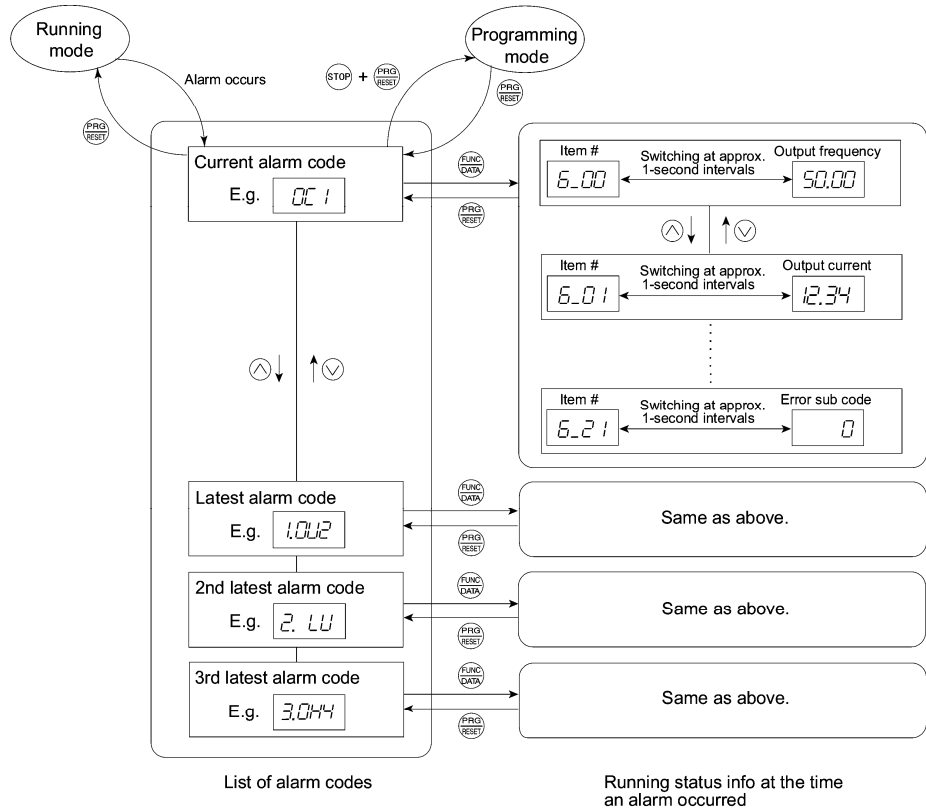 Running
mode
Programming
mode
Alarm occurs
STOP + PRG
RESET
PRG
RESET
PRG
RESET
Current alarm code
E.g. OC1
FUNC
DATA
PRG
RESET
Item #
6_00
Switching at approx.
1-second intervals
Output frequency
50.00
Item #
6_01
Switching at approx.
1-second intervals
Output current
12.34
Item #
6_21
Switching at approx.
1-second intervals
Error sub code
0
Latest alarm code
E.g. 1.OU2
FUNC
DATA
PRG
RESET
Same as above.
2nd latest alarm code
E.g. 2. LU
FUNC
DATA
PRG
RESET
Same as above.
3rd latest alarm code
E.g. 3.OH4
FUNC
DATA
PRG
RESET
Same as above.
List of alarm codes
Running status info at the time
an alarm occurred